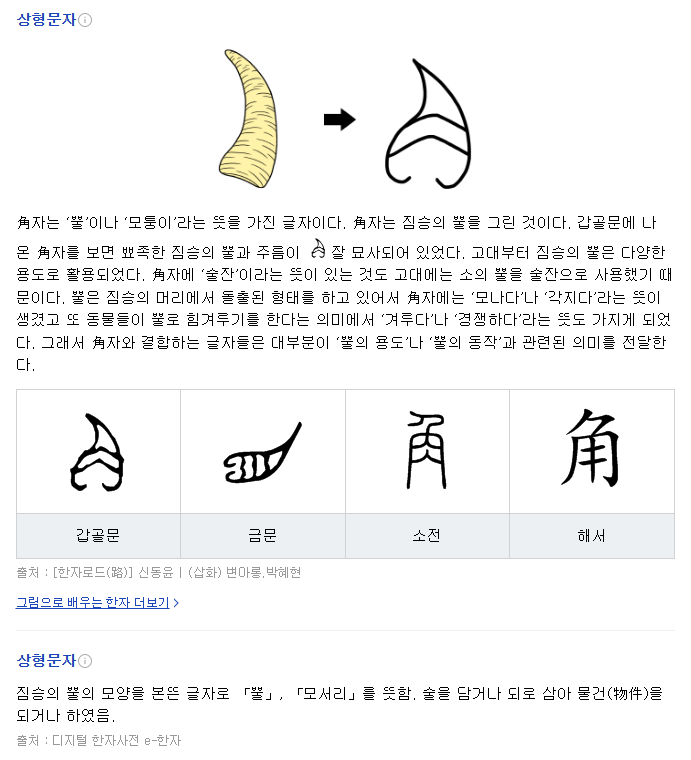 상형문자
角자는 ‘뿔’이나 ‘모퉁이’라는 뜻을 가진 글자이다. 角자는 짐승의 뿔을 그린 것이다. 갑골문에 나
온 角자를 보면 뾰족한 짐승의 뿔과 주름이 잘 묘사되어 있었다. 고대부터 짐승의 뿔은 다양한
용도로 활용되었다. 角자에 ‘술잔’이라는 뜻이 있는 것도 고대에는 소의 뿔을 술잔으로 사용했기 때
문이다. 뿔은 짐승의 머리에서 돌출된 형태를 하고 있어서 角자에는 ‘모나다’나 ‘각지다’라는 뜻이
생겼고 또 동물들이 뿔로 힘겨루기를 한다는 의미에서 ‘겨루다’나 ‘경쟁하다’라는 뜻도 가지게 되었
다. 그래서 角자와 결합하는 글자들은 대부분이 ‘뿔의 용도’나 ‘뿔의 동작’과 관련된 의미를 전달한
다.
角
갑골문 금문 소전 해서
출처 : [한자로드(路)] 신동윤 | (삽화) 변아롱.박혜현
그림으로 배우는 한자 더보기 >
상형문자
짐승의 뿔의 모양을 본뜬 글자로 「뿔」, 「모서리」를 뜻함. 술을 담거나 되로 삼아 물건(物件)을
되거나 하였음.
출처 : 디지털 한자사전 e-한자